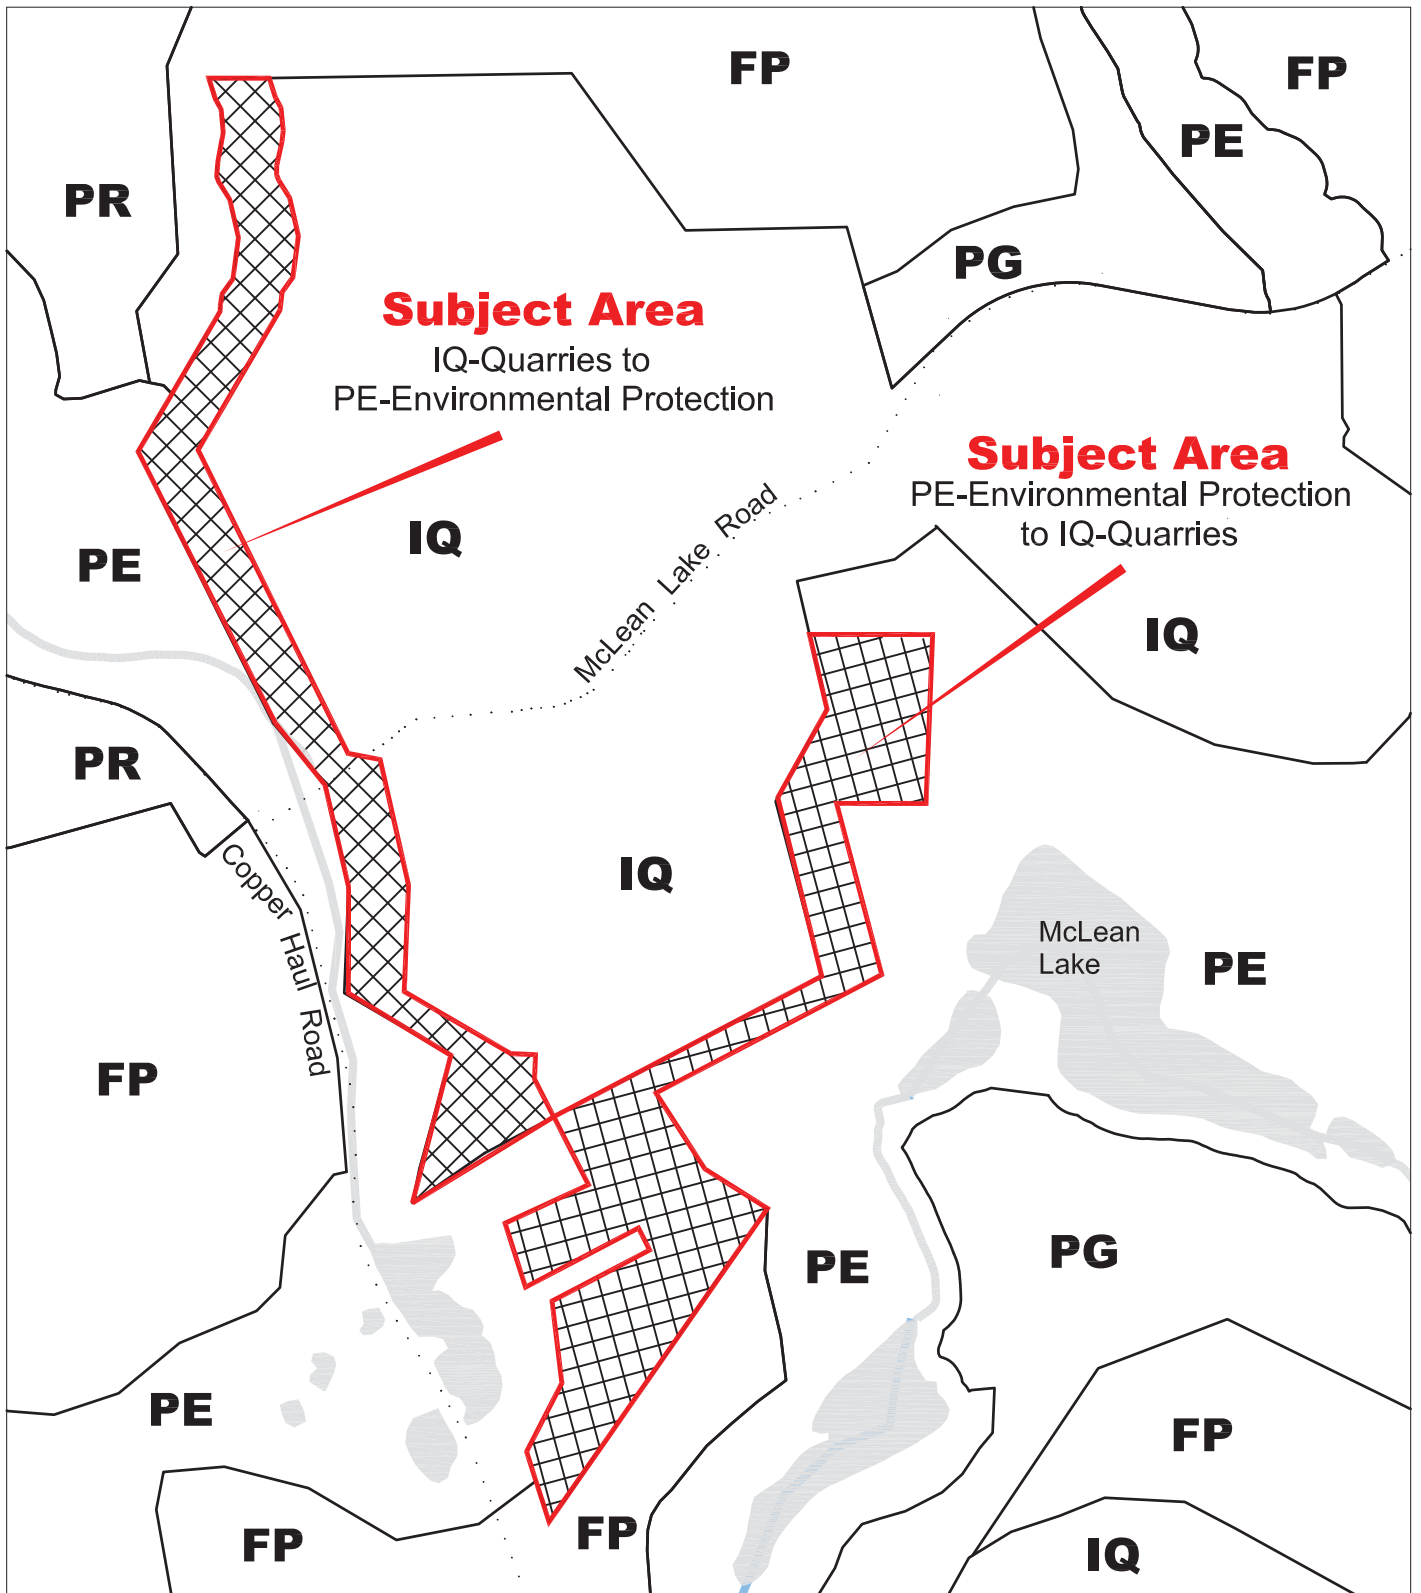 FP
FP
PE
PR
PG
Subject Area
IQ-Quarries to
PE-Environmental Protection
Subject Area
PE-Environmental Protection
to IQ-Quarries
IQ
McLean Lake Road
PE
IQ
PR
IQ
Copper Haul Road
McLean
Lake
PE
FP
PG
PE
PE
FP
FP
FP
IQ